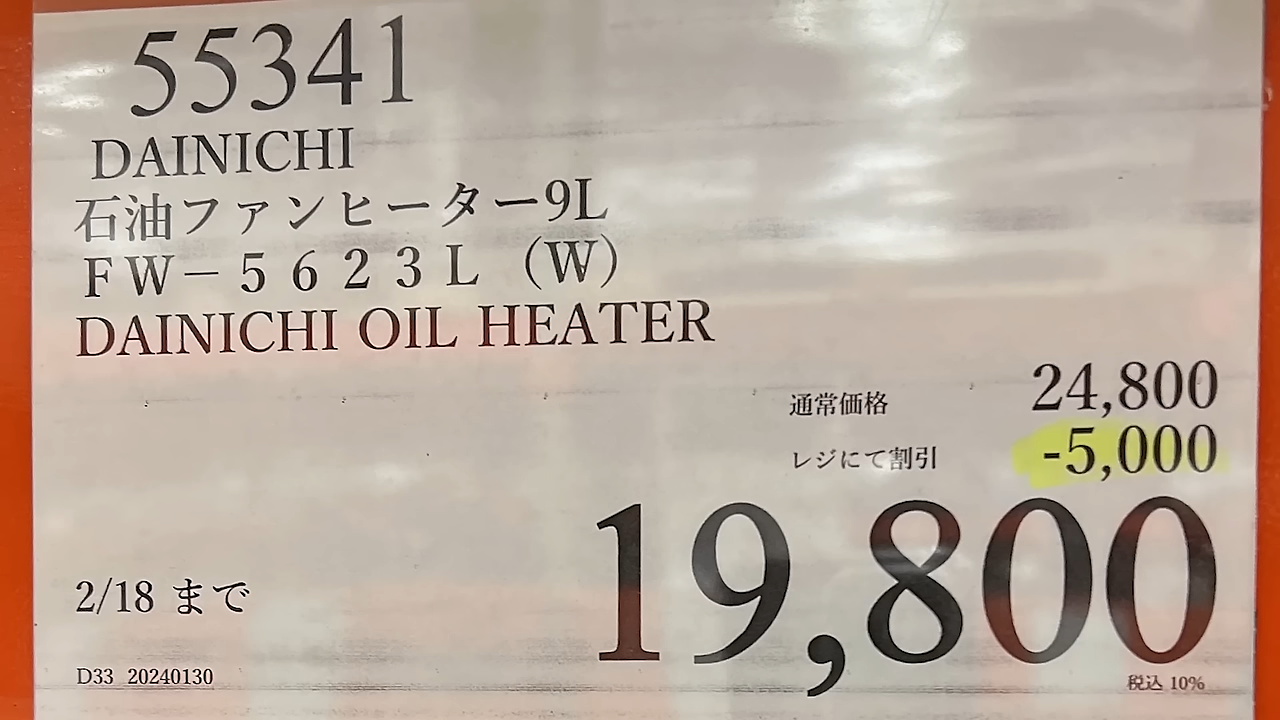 55341
DAINICHI
石油ファンヒーター9L
ＦＷ－５６２３Ｌ（W）
DAINICHI OIL HEATER
通常価格 24,800
レジにて割引 -5,000
19,800
2/18 まで
D33 20240130
税込 10%